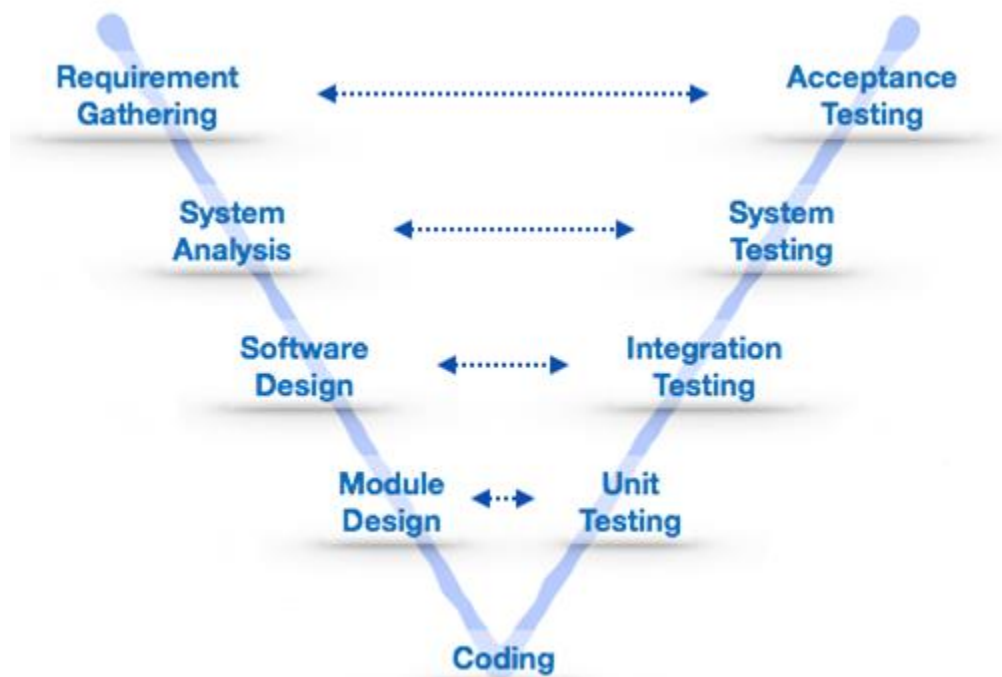 Requirement
Gathering
Acceptance
Testing
System
Analysis
System
Testing
Software
Design
Integration
Testing
Module
Design
Unit
Testing
Coding